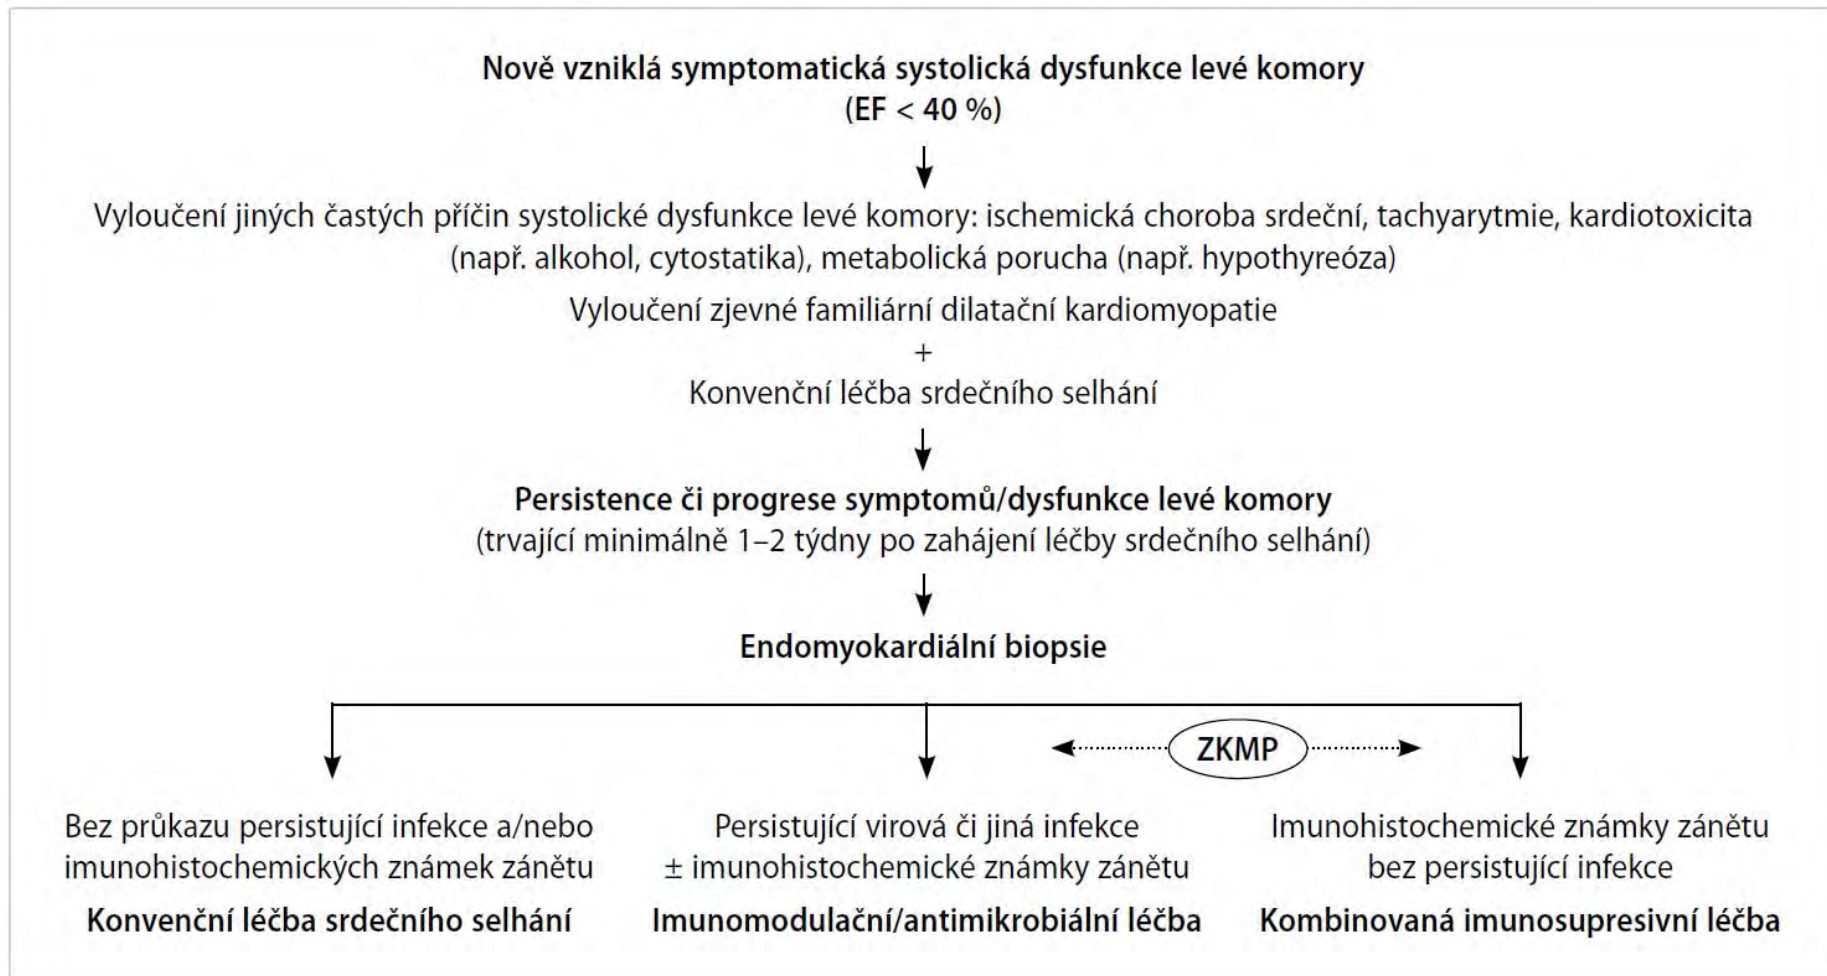 Nově vzniklá symptomatická systolická dysfunkce levé komory
(EF < 40 %)
Vyloučení jiných častých příčin systolické dysfunkce levé komory: ischemická choroba srdeční, tachyarytmie, kardiotoxicita
(např. alkohol, cytostatika), metabolická porucha (např. hypothyreóza)
Vyloučení zjevné familiární dilatační kardiomyopatie
+
Konvenční léčba srdečního selhání
Persistence či progrese symptomů/dysfunkce levé komory
(trvající minimálně 1–2 týdny po zahájení léčby srdečního selhání)
Endomyokardiální biopsie
ZKMP
Bez průkazu persistující infekce a/nebo
imunohistochemických známek zánětu
Konvenční léčba srdečního selhání
Persistující virová či jiná infekce
± imunohistochemické známky zánětu
Imunomodulační/antimikrobiální léčba
Imunohistochemické známky zánětu
bez persistující infekce
Kombinovaná imunosupresivní léčba